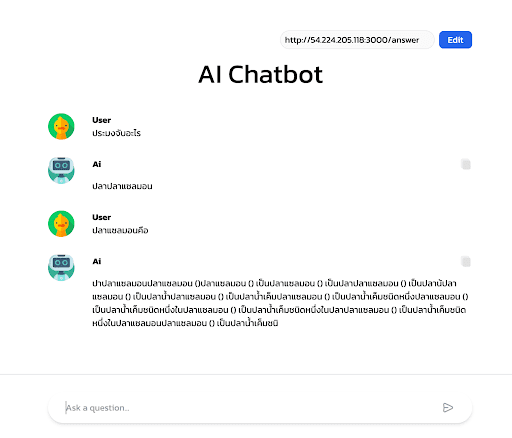 http://54.224.205.118:3000/answer
Edit
AI Chatbot
User
ประมงจับอะไร
Ai
ปลาปลาแซลมอน
User
ปลาแซลมอนคือ
Ai
ปาปลาแซลมอนปลาแซลมอน ()ปลาแซลมอน () เป็นปลาแซลมอน () เป็นปลาปลาแซลมอน () เป็นปลาน้ปลา
แซลมอน () เป็นปลาน้ำปลาแซลมอน () เป็นปลาน้ำเค็มปลาแซลมอน () เป็นปลาน้ำเค็มชนิดหนึ่งปลาแซลมอน ()
เป็นปลาน้ำเค็มชนิดหนึ่งในปลาแซลมอน () เป็นปลาน้ำเค็มชนิดหนึ่งในปลาปลาแซลมอน () เป็นปลาน้ำเค็มชนิด
หนึ่งในปลาแซลมอนปลาแซลมอน () เป็นปลาน้ำเค็มชนิ
Ask a question..